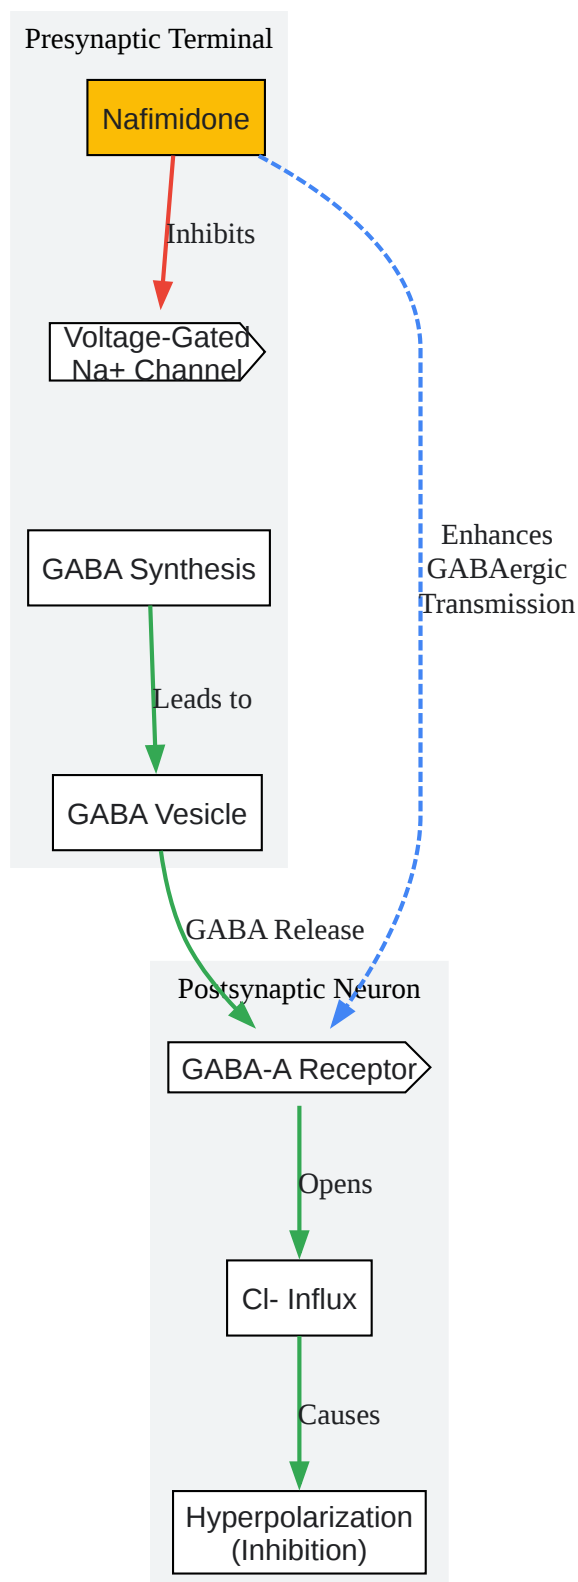 Presynaptic Terminal
Nafimidone
Inhibits
Voltage-Gated
Na+ Channel
Enhances
GABAergic
Transmission
GABA Synthesis
Leads to
GABA Vesicle
GABA Release
Postsynaptic Neuron
GABA-A Receptor
Opens
Cl- Influx
Causes
Hyperpolarization
(Inhibition)